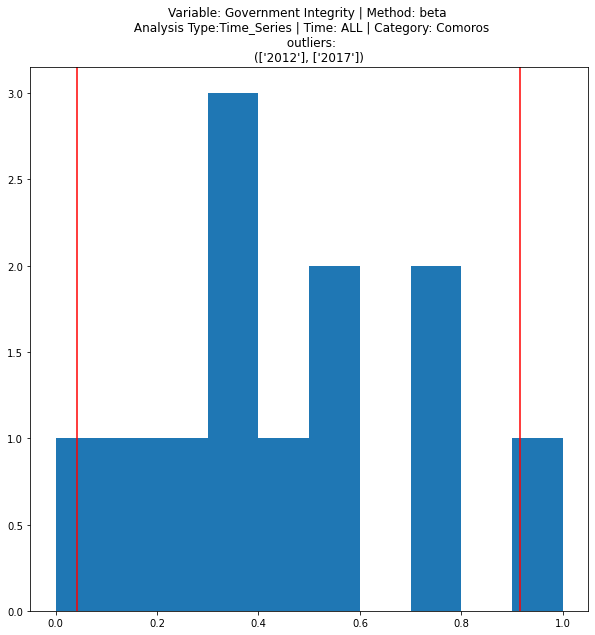 Variable: Government Integrity | Method: beta
Analysis Type:Time_Series | Time: ALL | Category: Comoros
outliers:
(['2012'], ['2017'])
3.0
2.5
2.0
1.5
1.0
0.5
0.0
0.0 0.2 0.4 0.6 0.8 1.0